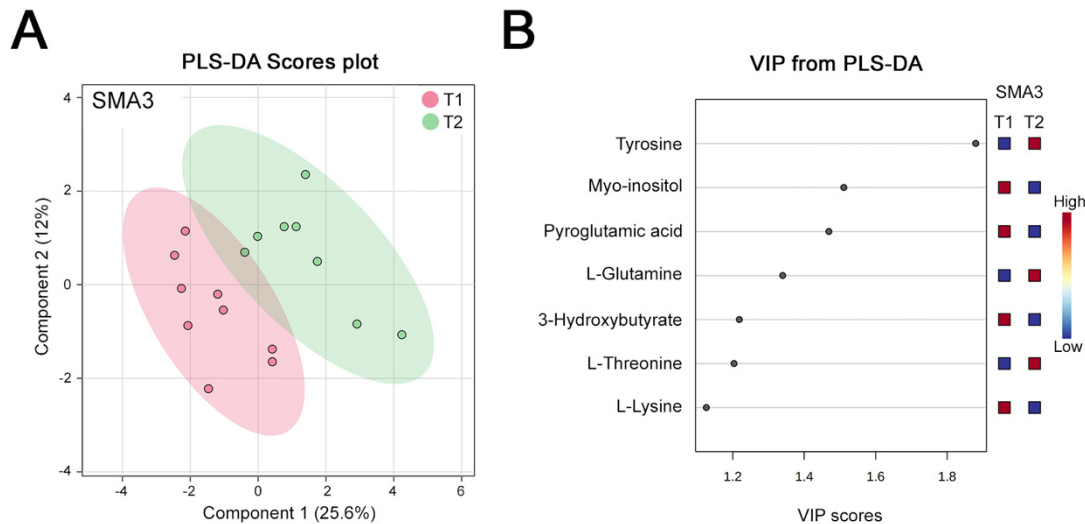 A
PLS-DA Scores plot
SMA3
T1
T2
4
2
0
-2
-4
-4
-2
0
2
4
6
Component 2 (12%)
Component 1 (25.6%)
B
VIP from PLS-DA
SMA3
T1 T2
Tyrosine
Myo-inositol
Pyroglutamic acid
L-Glutamine
3-Hydroxybutyrate
L-Threonine
L-Lysine
High
Low
1.2
1.4
1.6
1.8
VIP scores